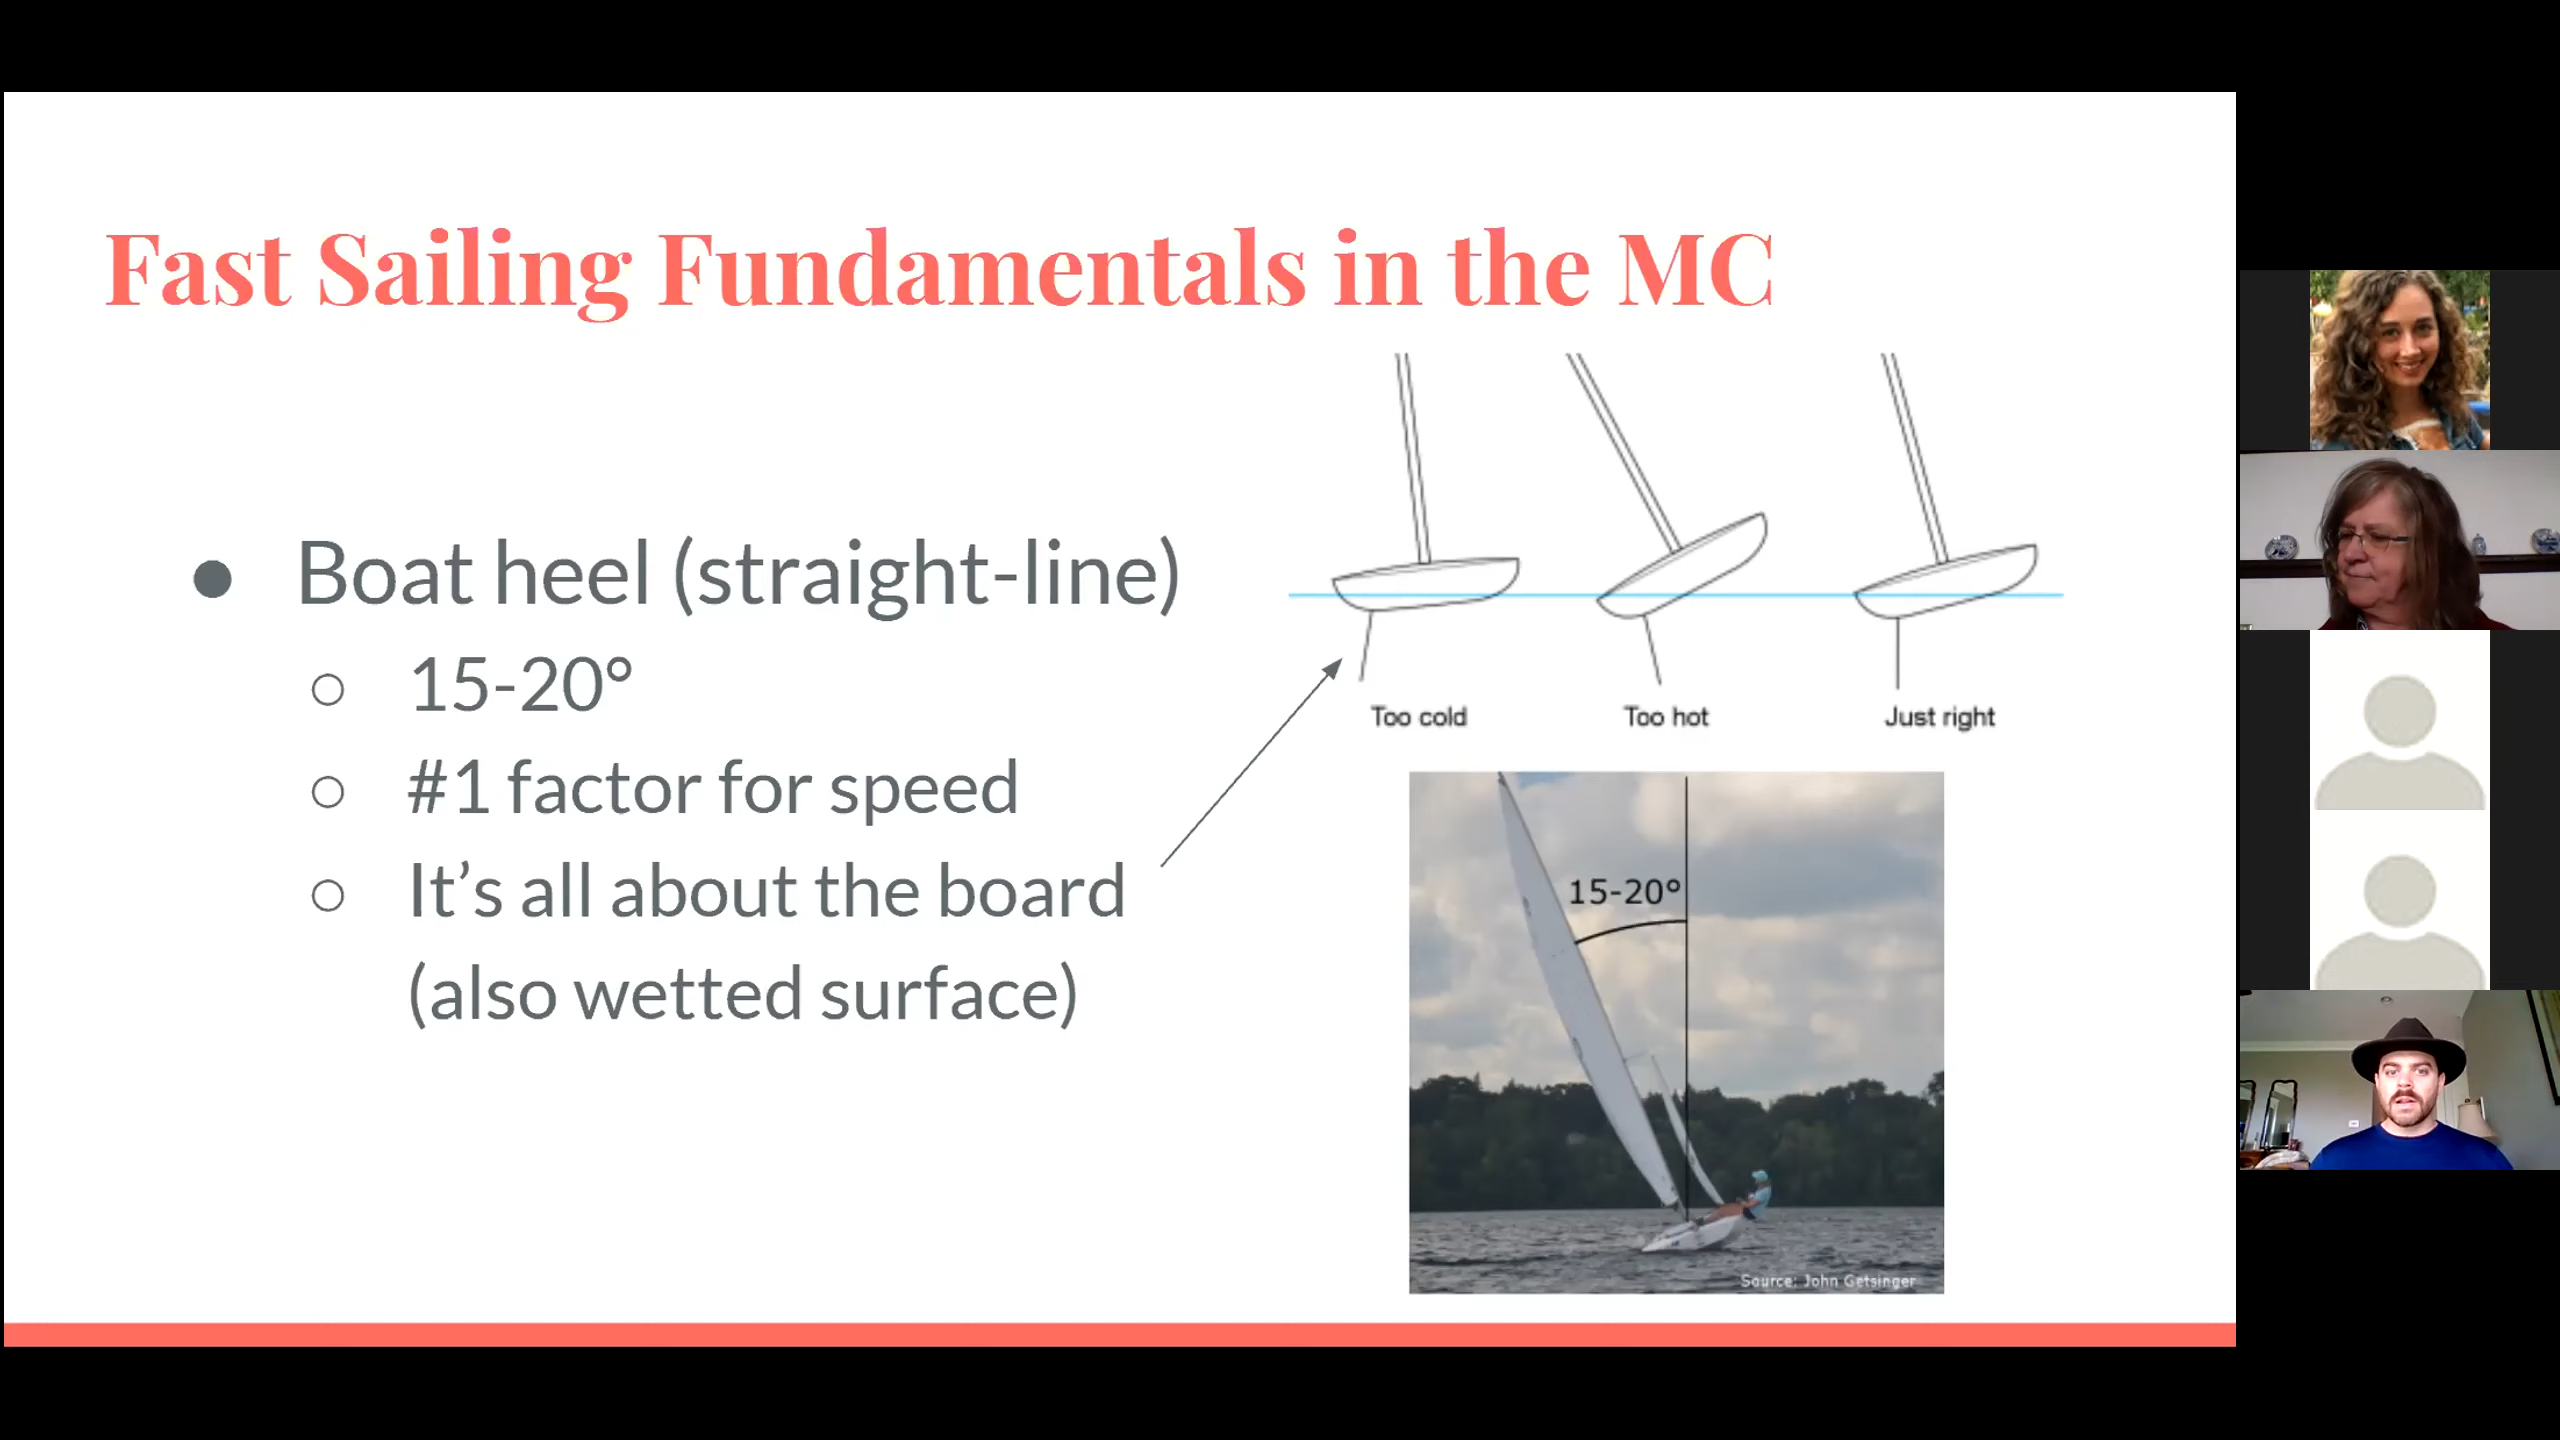 Fast Sailing Fundamentals in the MC
● Boat heel (straight-line)
○ 15-20°
○ #1 factor for speed
○ It’s all about the board
(also wetted surface)
Too cold
Too hot
Just right
15-20°
Source: John Getsinger